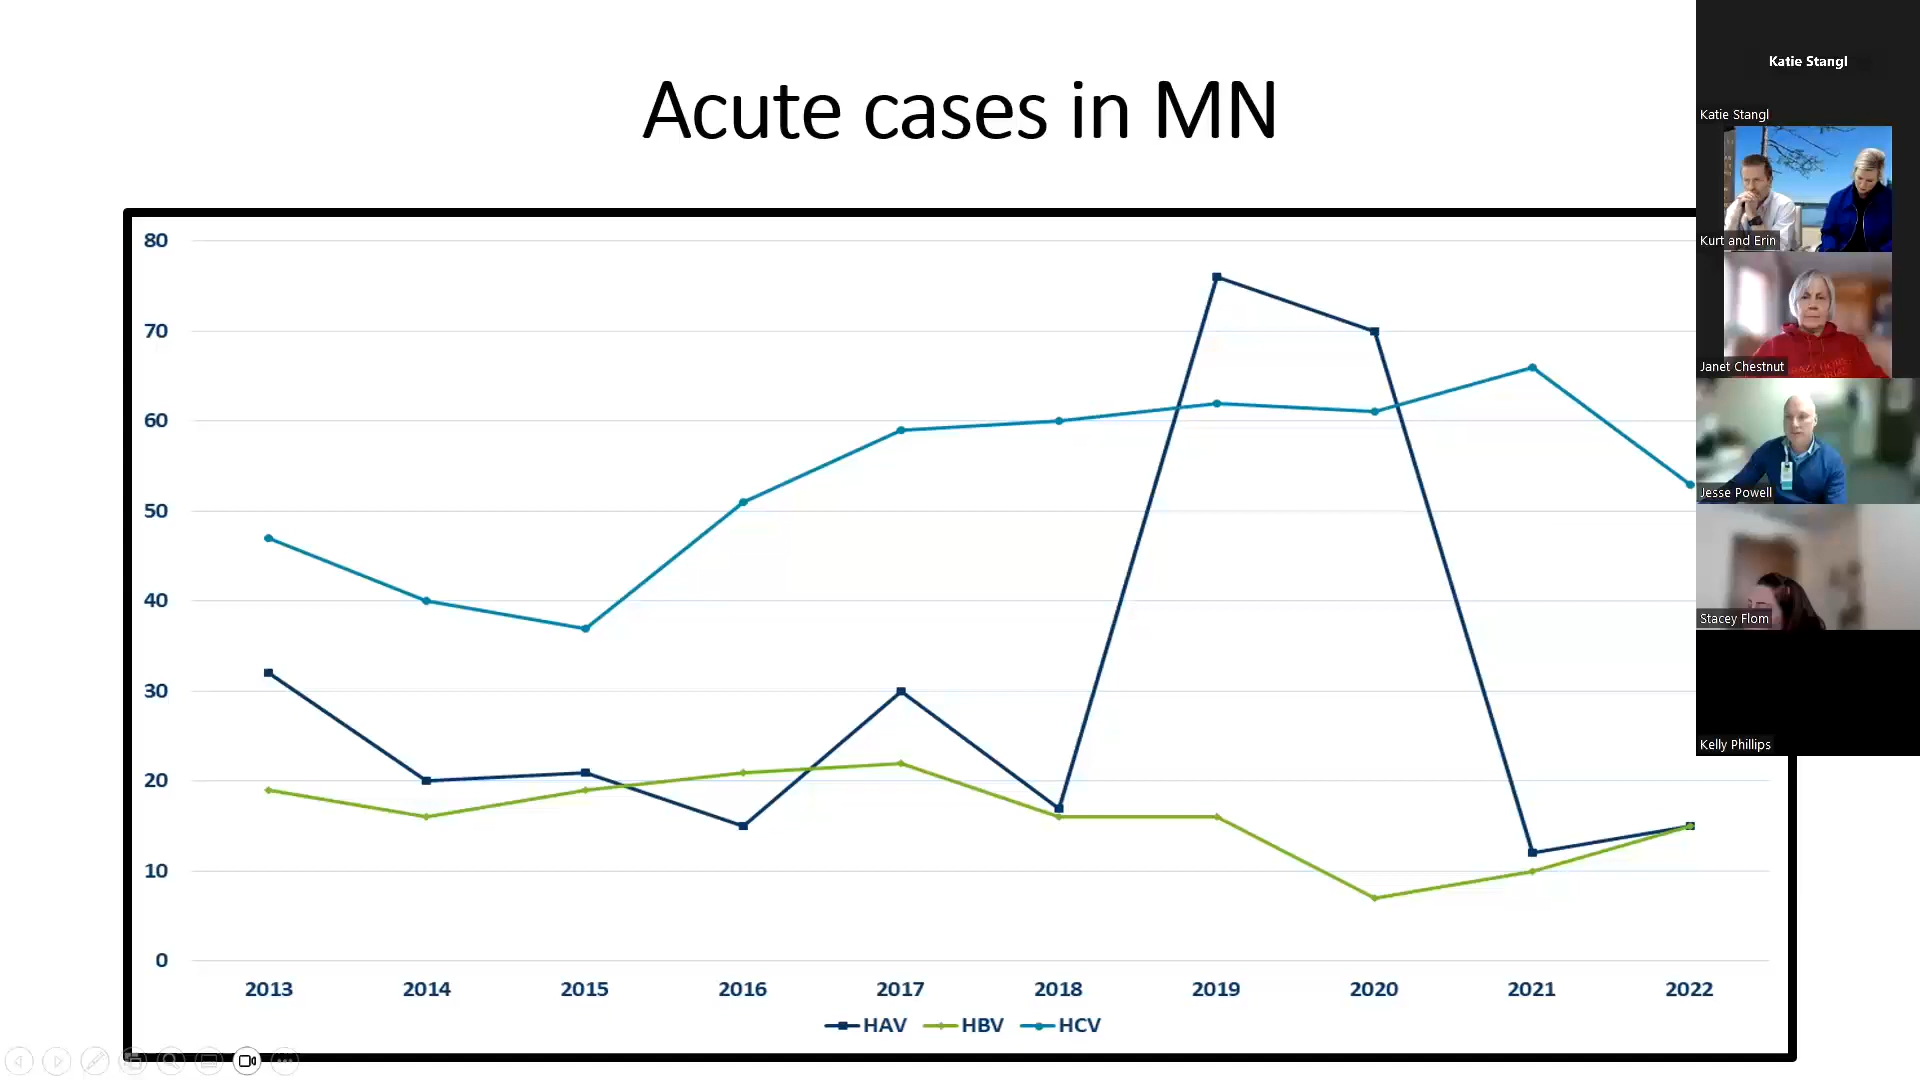 Acute cases in MN
80
70
60
50
40
30
20
10
0
2013 2014 2015 2016 2017 2018 2019 2020 2021 2022
HAV HBV HCV
Katie Stangl
Katie Stangl
Kurt and Erin
Janet Chestnut
Jesse Powell
Stacey Flom
Kelly Phillips